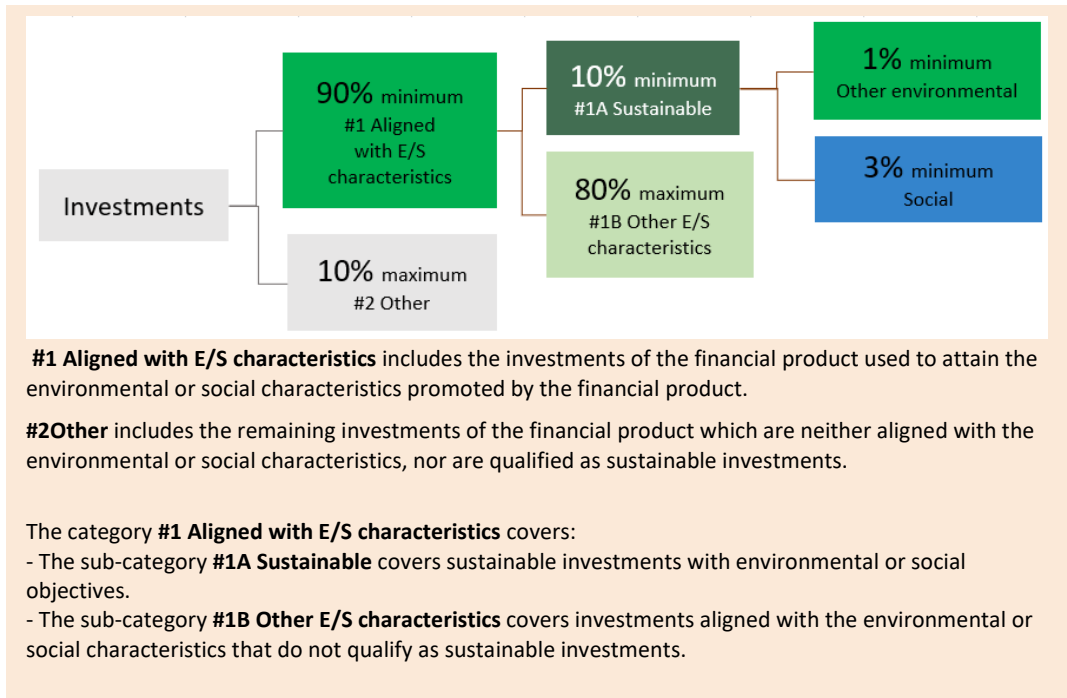 Investments
90% minimum
#1 Aligned
with E/S
characteristics
10% maximum
#2 Other
10% minimum
#1A Sustainable
80% maximum
#1B Other E/S
characteristics
1% minimum
Other environmental
3% minimum
Social
#1 Aligned with E/S characteristics includes the investments of the financial product used to attain the
environmental or social characteristics promoted by the financial product.
#2Other includes the remaining investments of the financial product which are neither aligned with the
environmental or social characteristics, nor are qualified as sustainable investments.
The category #1 Aligned with E/S characteristics covers:
- The sub-category #1A Sustainable covers sustainable investments with environmental or social
objectives.
- The sub-category #1B Other E/S characteristics covers investments aligned with the environmental or
social characteristics that do not qualify as sustainable investments.